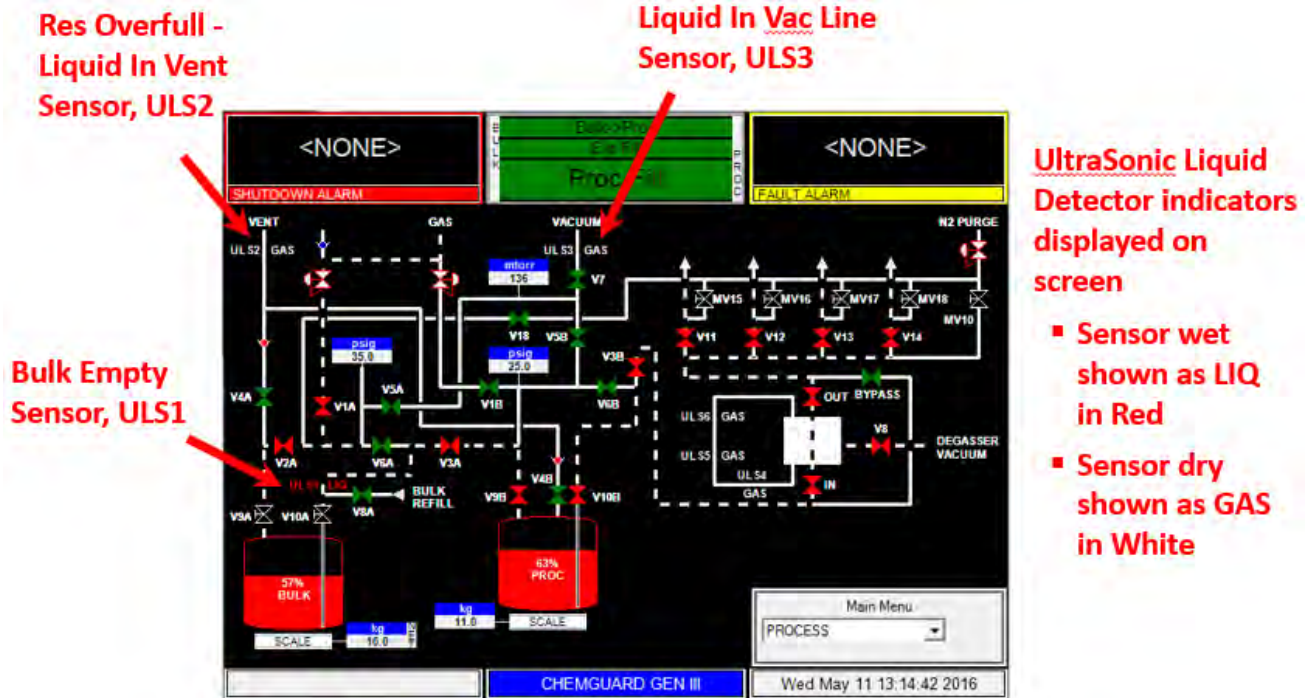 Res Overfull -
Liquid In Vent
Sensor, ULS2
Liquid In Vac Line
Sensor, ULS3
Bulk Empty
Sensor, ULS1
UltraSonic Liquid
Detector indicators
displayed on
screen
▪ Sensor wet
shown as LIQ
in Red
▪ Sensor dry
shown as GAS
in White
<NONE>
SHUTDOWN ALARM
BULK
Proc Fill
PROD
<NONE>
FAULT ALARM
VENT
GAS
VACUUM
N2 PURGE
ULS2 GAS
ULS3 GAS
mtorr
136
V7
MV15
MV16
MV17
MV18
MV10
V18
V5B
V11
V12
V13
V14
psig
35.0
psig
25.0
V3B
V4A
V1A
V5A
V1B
V6B
OUT
BYPASS
V2A
V6A
V3A
ULS6 GAS
ULS5 GAS
ULS4
GAS
V8
DEGASSER
VACUUM
IN
ULS1 LIQ
V8A
BULK
REFILL
V9A
V10A
V9B
V4B
V10B
57%
BULK
63%
PROC
SCALE
kg
16.0
kg
11.0
SCALE
Main Menu
PROCESS
CHEMGUARD GEN III
Wed May 11 13:14:42 2016